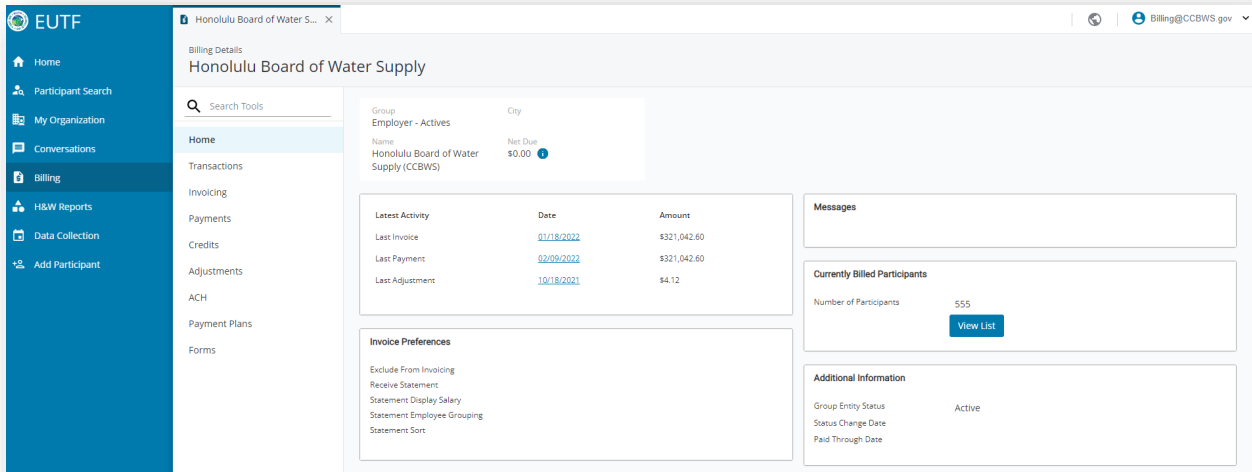 EUTF
Honolulu Board of Water S... ×
Billing@CCBWS.gov
Home
Participant Search
My Organization
Conversations
Billing
H&W Reports
Data Collection
Add Participant
Billing Details
Honolulu Board of Water Supply
Search Tools
Home
Transactions
Invoicing
Payments
Credits
Adjustments
ACH
Payment Plans
Forms
Group City
Employer - Actives
Name Net Due
Honolulu Board of Water $0.00
Supply (CCBWS)
Latest Activity Date Amount
Last Invoice 01/18/2022 $321,042.60
Last Payment 02/09/2022 $321,042.60
Last Adjustment 10/18/2021 $4.12
Invoice Preferences
Exclude From Invoicing
Receive Statement
Statement Display Salary
Statement Employee Grouping
Statement Sort
Messages
Currently Billed Participants
Number of Participants 555
View List
Additional Information
Group Entity Status Active
Status Change Date
Paid Through Date